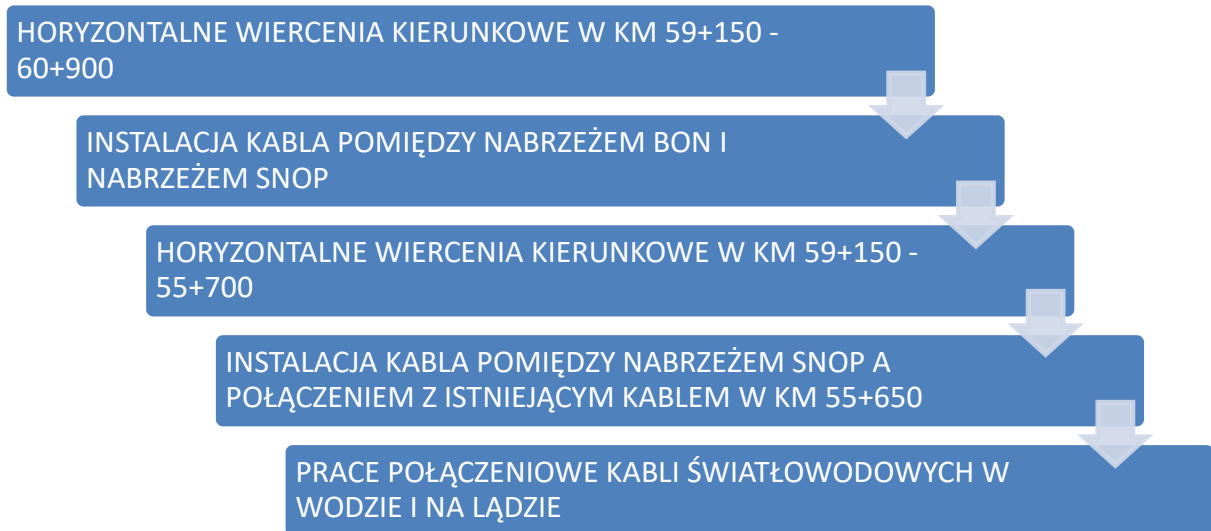 HORYZONTALNE WIERCENIA KIERUNKOWE W KM 59+150 -
60+900
INSTALACJA KABLA POMIĘDZY NABRZEŻEM BON I
NABRZEŻEM SNOP
HORYZONTALNE WIERCENIA KIERUNKOWE W KM 59+150 -
55+700
INSTALACJA KABLA POMIĘDZY NABRZEŻEM SNOP A
POŁĄCZENIEM Z ISTNIEJĄCYM KABLEM W KM 55+650
PRACE POŁĄCZENIOWE KABLI ŚWIATŁOWODOWYCH W
WODZIE I NA LĄDZIE